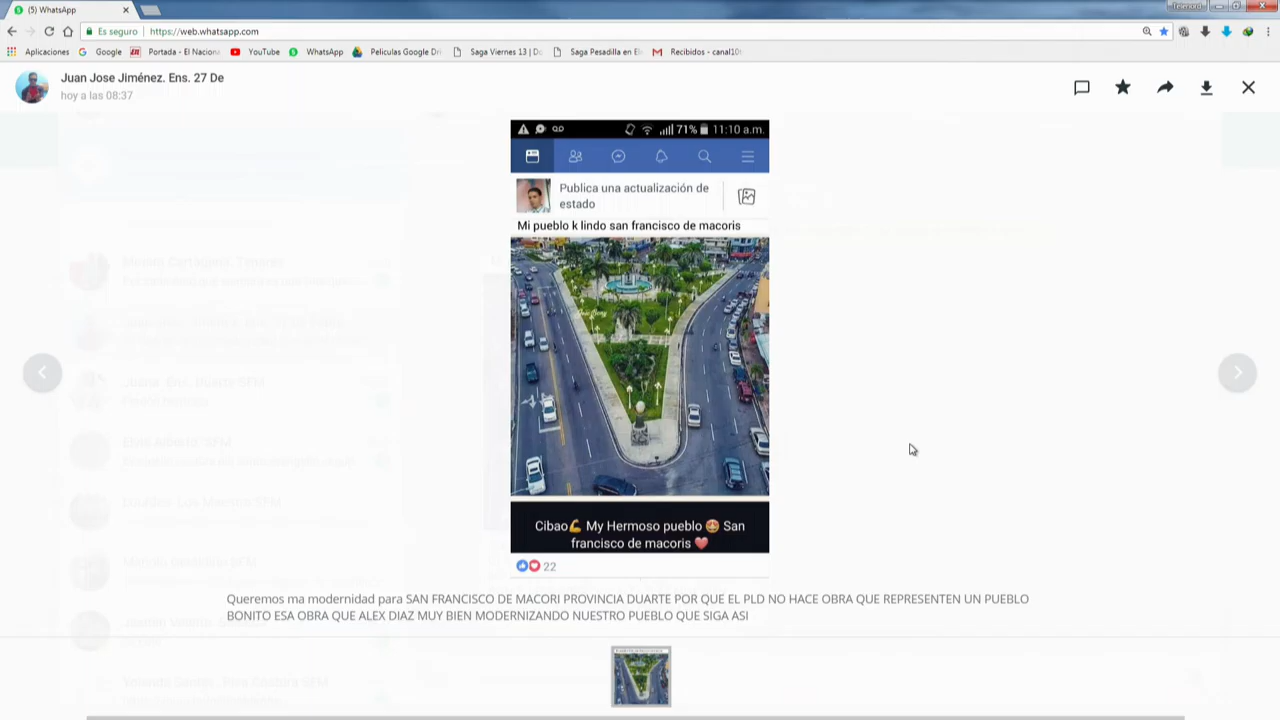 (5) WhatsApp
Telenord
Es seguro | https://web.whatsapp.com
Aplicaciones Google Portada - El Naciona YouTube WhatsApp Peliculas Google Dri Saga Viernes 13 | De Saga Pesadilla en El Recibidos - canal10
Juan Jose Jiménez. Ens. 27 De
hoy a las 08:37
71% 11:10 a.m.
Publica una actualización de
estado
Mi pueblo k lindo san francisco de macoris
Cibao💪 My Hermoso pueblo 😍 San
francisco de macoris ❤️
22
Queremos ma modernidad para SAN FRANCISCO DE MACORI PROVINCIA DUARTE POR QUE EL PLD NO HACE OBRA QUE REPRESENTEN UN PUEBLO
BONITO ESA OBRA QUE ALEX DIAZ MUY BIEN MODERNIZANDO NUESTRO PUEBLO QUE SIGA ASI